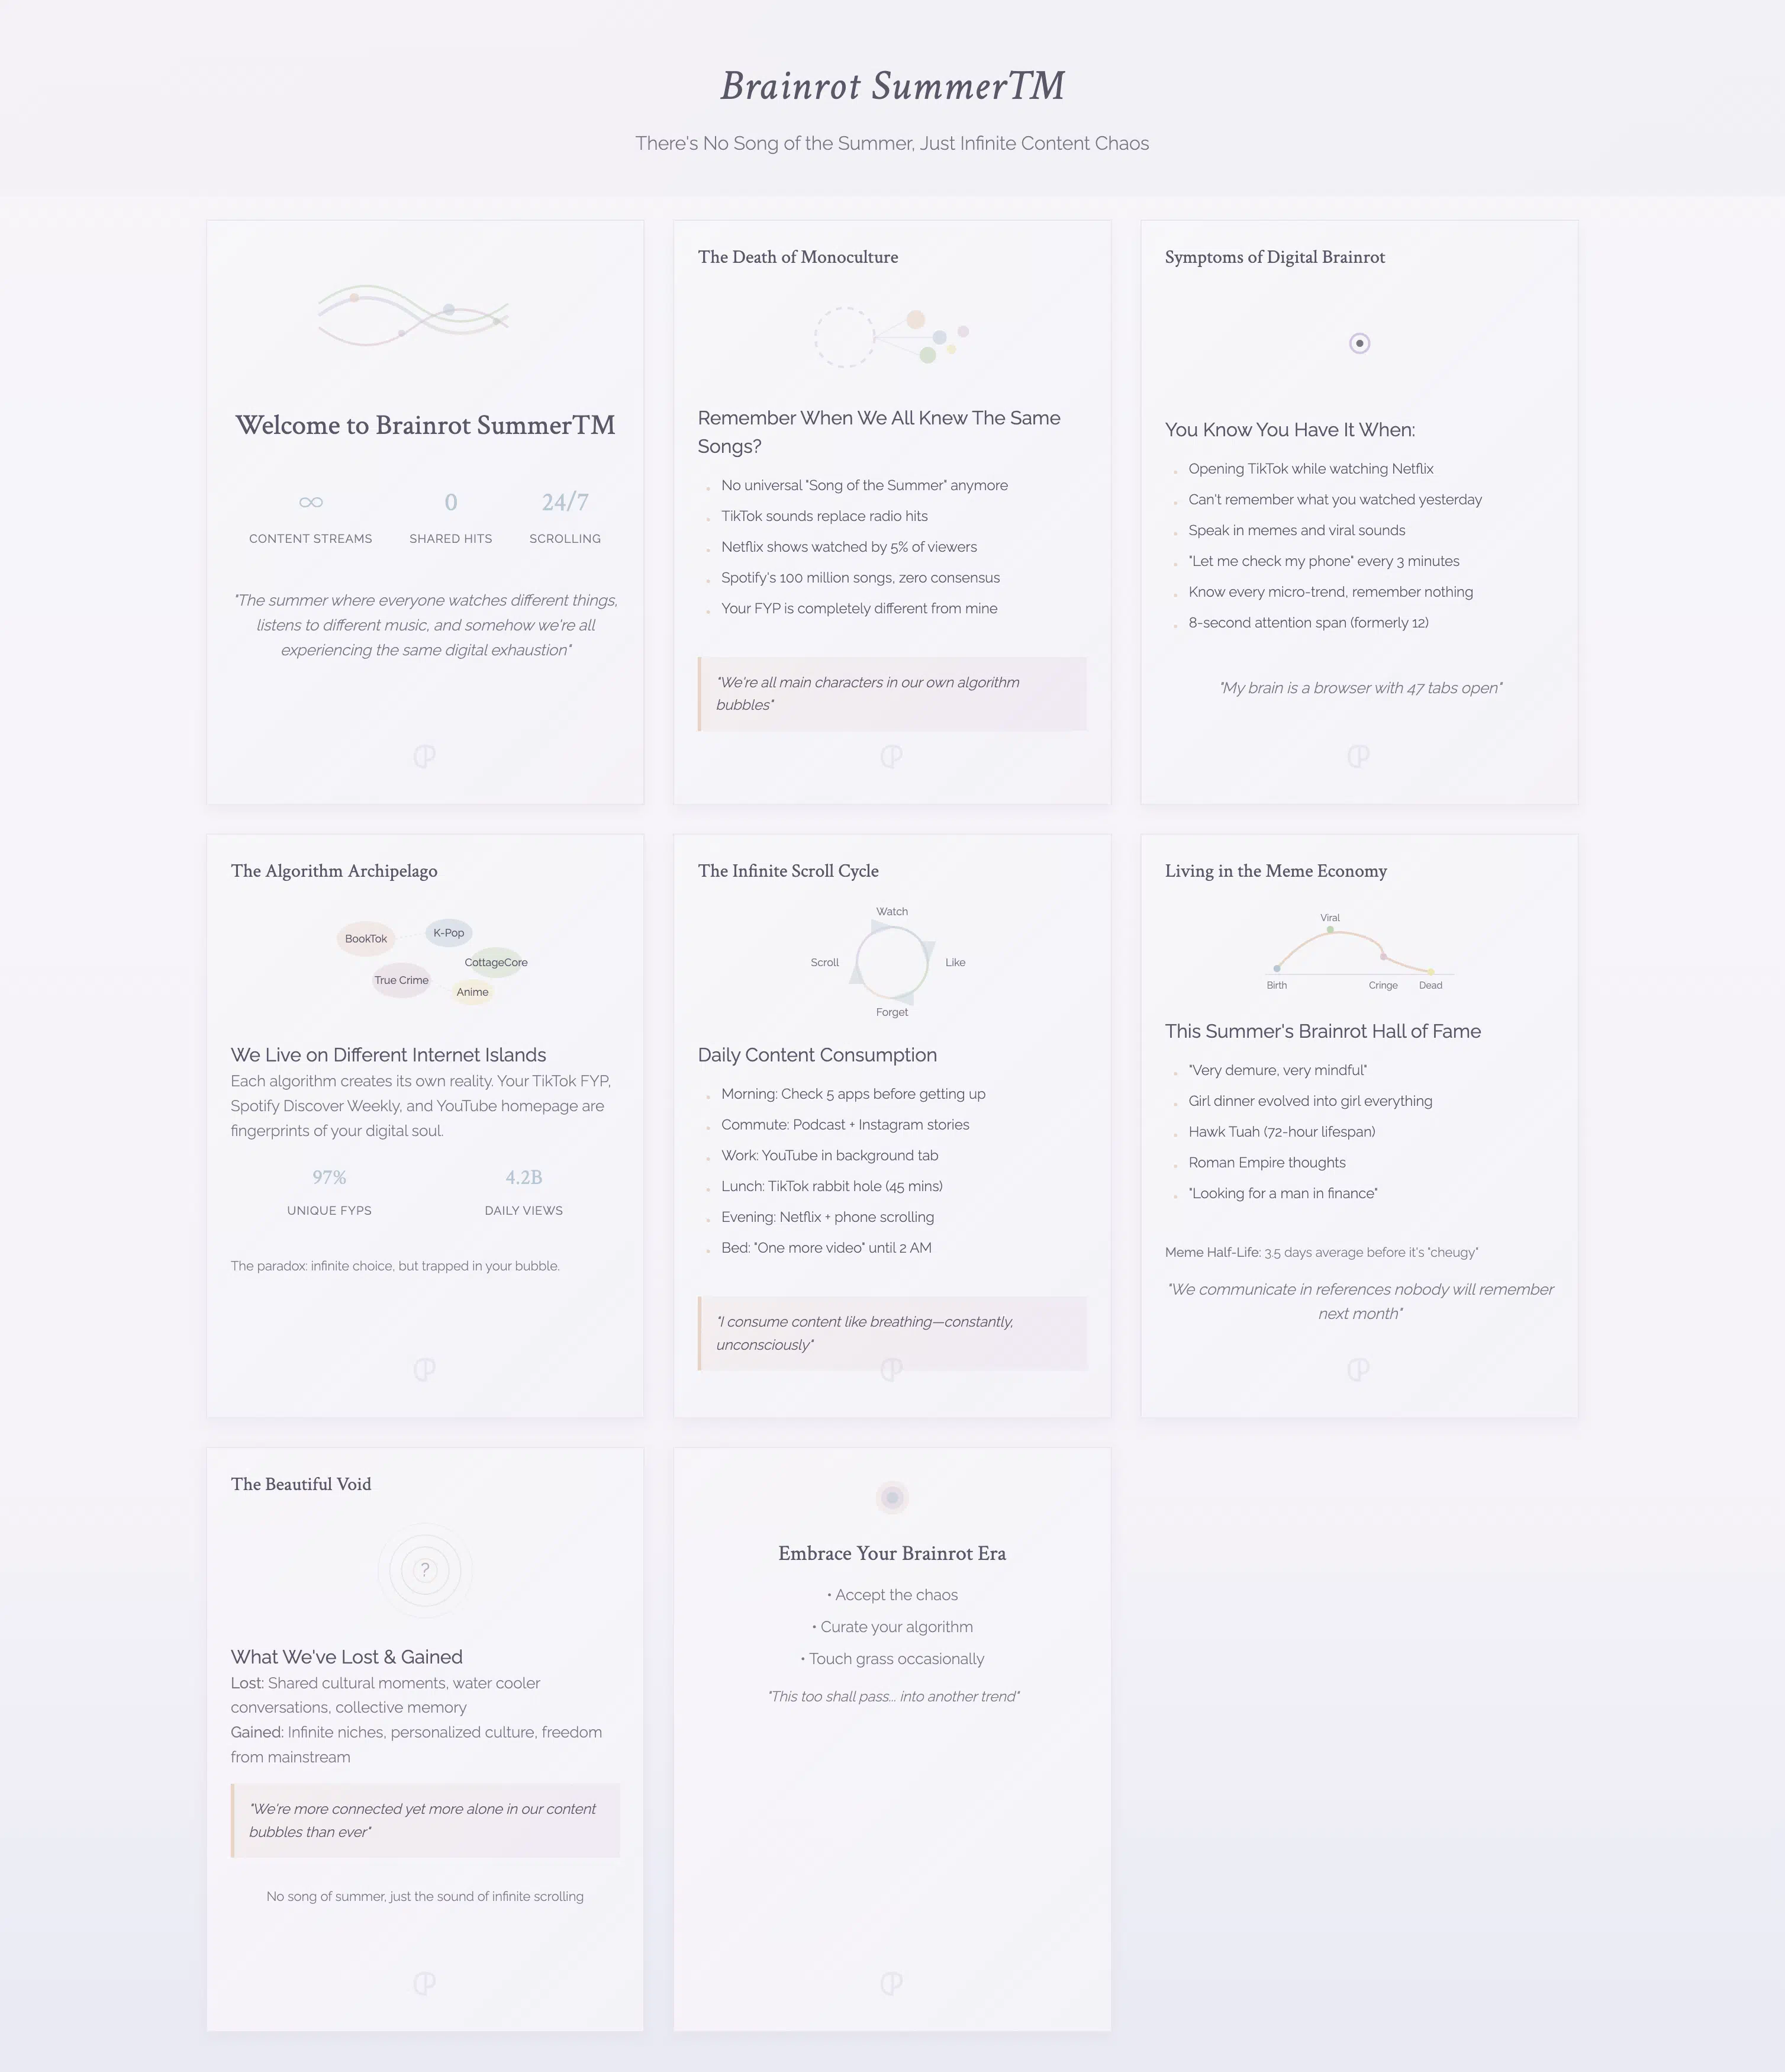 Brainrot SummerTM
There's No Song of the Summer, Just Infinite Content Chaos
Welcome to Brainrot SummerTM
∞
CONTENT STREAMS
0
SHARED HITS
24/7
SCROLLING
"The summer where everyone watches different things,
listens to different music, and somehow we're all
experiencing the same digital exhaustion"
The Death of Monoculture
Remember When We All Knew The Same
Songs?
No universal "Song of the Summer" anymore
TikTok sounds replace radio hits
Netflix shows watched by 5% of viewers
Spotify's 100 million songs, zero consensus
Your FYP is completely different from mine
"We're all main characters in our own algorithm
bubbles"
Symptoms of Digital Brainrot
You Know You Have It When:
Opening TikTok while watching Netflix
Can't remember what you watched yesterday
Speak in memes and viral sounds
"Let me check my phone" every 3 minutes
Know every micro-trend, remember nothing
8-second attention span (formerly 12)
"My brain is a browser with 47 tabs open"
The Algorithm Archipelago
BookTok
K-Pop
CottageCore
True Crime
Anime
We Live on Different Internet Islands
Each algorithm creates its own reality. Your TikTok FYP,
Spotify Discover Weekly, and YouTube homepage are
fingerprints of your digital soul.
97%
UNIQUE FYPS
4.2B
DAILY VIEWS
The paradox: infinite choice, but trapped in your bubble.
The Infinite Scroll Cycle
Watch
Scroll
Like
Forget
Daily Content Consumption
Morning: Check 5 apps before getting up
Commute: Podcast + Instagram stories
Work: YouTube in background tab
Lunch: TikTok rabbit hole (45 mins)
Evening: Netflix + phone scrolling
Bed: "One more video" until 2 AM
"I consume content like breathing—constantly,
unconsciously"
Living in the Meme Economy
Viral
Birth
Cringe
Dead
This Summer's Brainrot Hall of Fame
"Very demure, very mindful"
Girl dinner evolved into girl everything
Hawk Tuah (72-hour lifespan)
Roman Empire thoughts
"Looking for a man in finance"
Meme Half-Life: 3.5 days average before it's "cheugy"
"We communicate in references nobody will remember
next month"
The Beautiful Void
?
What We've Lost & Gained
Lost: Shared cultural moments, water cooler
conversations, collective memory
Gained: Infinite niches, personalized culture, freedom
from mainstream
"We're more connected yet more alone in our content
bubbles than ever"
No song of summer, just the sound of infinite scrolling
Embrace Your Brainrot Era
• Accept the chaos
• Curate your algorithm
• Touch grass occasionally
"This too shall pass... into another trend"